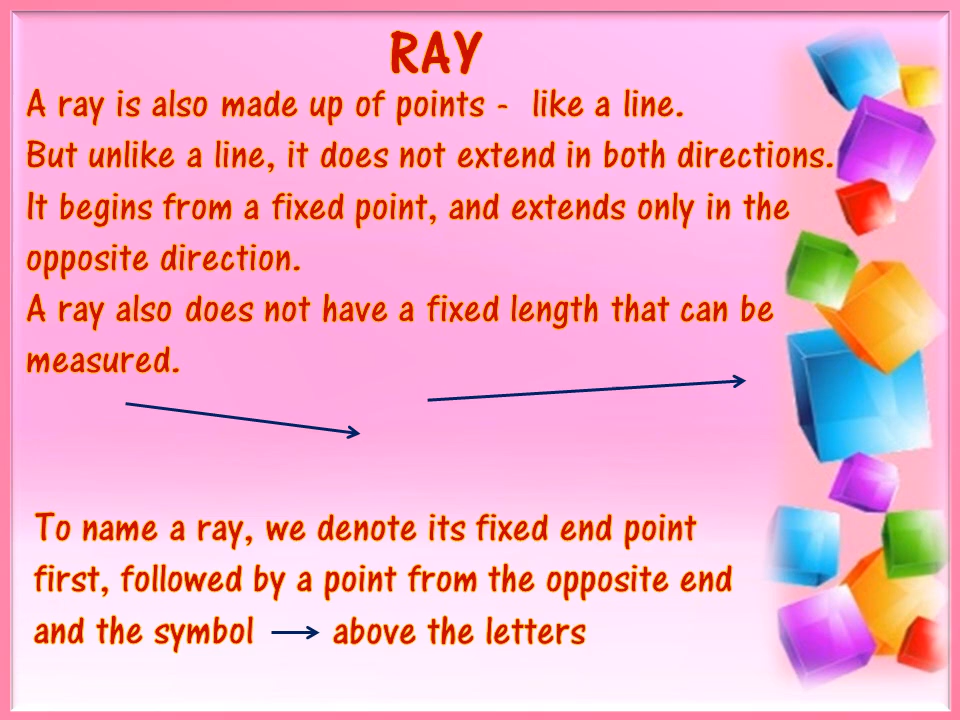 RAY
A ray is also made up of points - like a line.
But unlike a line, it does not extend in both directions.
It begins from a fixed point, and extends only in the
opposite direction.
A ray also does not have a fixed length that can be
measured.
To name a ray, we denote its fixed end point
first, followed by a point from the opposite end
and the symbol → above the letters